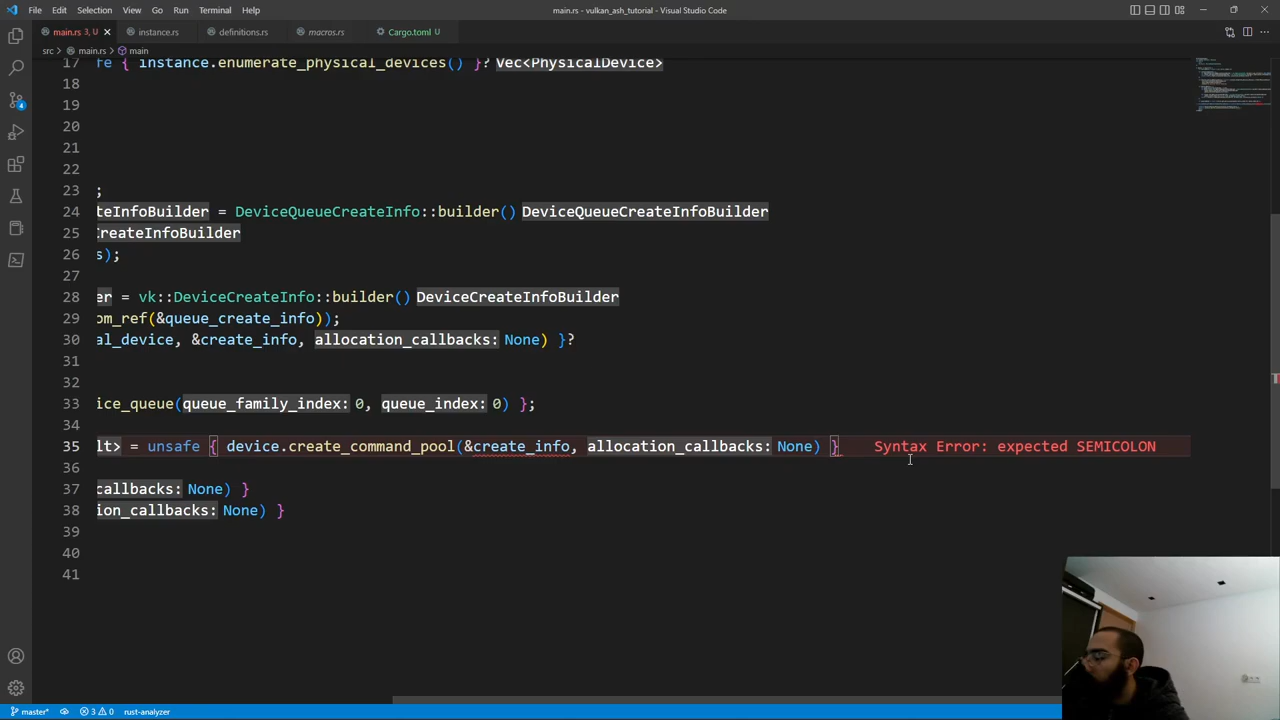 File Edit Selection View Go Run Terminal Help
main.rs - vulkan_ash_tutorial - Visual Studio Code
main.rs 3, U instance.rs U definitions.rs U macros.rs U Cargo.toml U
src > main.rs > main
17 fe { instance.enumerate_physical_devices() }? Vec<PhysicalDevice>
18
19
20
21
22
23 ;
24 teInfoBuilder = DeviceQueueCreateInfo::builder() DeviceQueueCreateInfoBuilder
25 CreateInfoBuilder
26 s);
27
28 er = vk::DeviceCreateInfo::builder() DeviceCreateInfoBuilder
29 om_ref(&queue_create_info));
30 al_device, &create_info, allocation_callbacks: None) }?
31
32
33 ice_queue(queue_family_index: 0, queue_index: 0) };
34
35 lt> = unsafe { device.create_command_pool(&create_info, allocation_callbacks: None) } Syntax Error: expected SEMICOLON
36
37 callbacks: None) }
38 ion_callbacks: None) }
39
40
41
4
master* 3 0 rust-analyzer